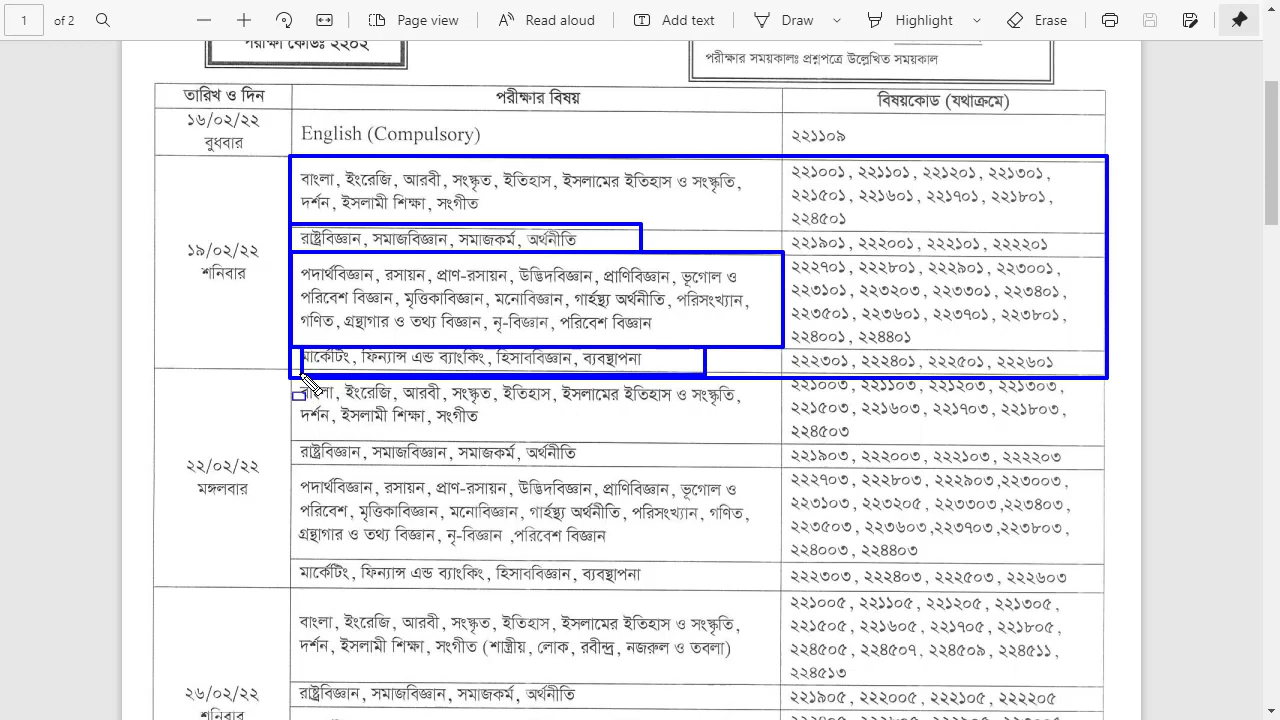 1 of 2 Page view Read aloud Add text Draw Highlight Erase
পরীক্ষা কোডঃ ২২০২
পরীক্ষার সময়কালঃ প্রশ্নপত্রে উল্লেখিত সময়কাল
তারিখ ও দিন পরীক্ষার বিষয় বিষয়কোড (যথাক্রমে)
১৬/০২/২২
বুধবার
English (Compulsory)
২২১১০৯
১৯/০২/২২
শনিবার
বাংলা, ইংরেজি, আরবী, সংস্কৃত, ইতিহাস, ইসলামের ইতিহাস ও সংস্কৃতি,
দর্শন, ইসলামী শিক্ষা, সংগীত
২২১০০১, ২২১১০১, ২২১২০১, ২২১৩০১,
২২১৫০১, ২২১৬০১, ২২১৭০১, ২২১৮০১,
২২৪৫০১
রাষ্ট্রবিজ্ঞান, সমাজবিজ্ঞান, সমাজকর্ম, অর্থনীতি
২২১৯০১, ২২২০০১, ২২২১০১, ২২২২০১
পদার্থবিজ্ঞান, রসায়ন, প্রাণ-রসায়ন, উদ্ভিদবিজ্ঞান, প্রাণিবিজ্ঞান, ভূগোল ও
পরিবেশ বিজ্ঞান, মৃত্তিকাবিজ্ঞান, মনোবিজ্ঞান, গার্হস্থ্য অর্থনীতি, পরিসংখ্যান,
গণিত, গ্রন্থাগার ও তথ্য বিজ্ঞান, নৃ-বিজ্ঞান, পরিবেশ বিজ্ঞান
২২২৭০১, ২২২৮০১, ২২২৯০১, ২২৩০০১,
২২৩১০১, ২২৩২০৩, ২২৩৩০১, ২২৩৪০১,
২২৩৫০১, ২২৩৬০১, ২২৩৭০১, ২২৩৮০১,
২২৪০০১, ২২৪৪০১
মার্কেটিং, ফিন্যান্স এন্ড ব্যাংকিং, হিসাববিজ্ঞান, ব্যবস্থাপনা
২২২৩০১, ২২২৪০১, ২২২৫০১, ২২২৬০১
২২/০২/২২
মঙ্গলবার
বাংলা, ইংরেজি, আরবী, সংস্কৃত, ইতিহাস, ইসলামের ইতিহাস ও সংস্কৃতি,
দর্শন, ইসলামী শিক্ষা, সংগীত
২২১০০৩, ২২১১০৩, ২২১২০৩, ২২১৩০৩,
২২১৫০৩, ২২১৬০৩, ২২১৭০৩, ২২১৮০৩,
২২৪৫০৩
রাষ্ট্রবিজ্ঞান, সমাজবিজ্ঞান, সমাজকর্ম, অর্থনীতি
২২১৯০৩, ২২২০০৩, ২২২১০৩, ২২২২০৩
পদার্থবিজ্ঞান, রসায়ন, প্রাণ-রসায়ন, উদ্ভিদবিজ্ঞান, প্রাণিবিজ্ঞান, ভূগোল ও
পরিবেশ, মৃত্তিকাবিজ্ঞান, মনোবিজ্ঞান, গার্হস্থ্য অর্থনীতি, পরিসংখ্যান, গণিত,
গ্রন্থাগার ও তথ্য বিজ্ঞান, নৃ-বিজ্ঞান ,পরিবেশ বিজ্ঞান
২২২৭০৩, ২২২৮০৩, ২২২৯০৩,২২৩০০৩,
২২৩১০৩, ২২৩২০৫, ২২৩৩০৩,২২৩৪০৩,
২২৩৫০৩, ২২৩৬০৩,২২৩৭০৩,২২৩৮০৩,
২২৪০০৩, ২২৪৪০৩
মার্কেটিং, ফিন্যান্স এন্ড ব্যাংকিং, হিসাববিজ্ঞান, ব্যবস্থাপনা
২২২৩০৩, ২২২৪০৩, ২২২৫০৩, ২২২৬০৩
২৬/০২/২২
শনিবার
বাংলা, ইংরেজি, আরবী, সংস্কৃত, ইতিহাস, ইসলামের ইতিহাস ও সংস্কৃতি,
দর্শন, ইসলামী শিক্ষা, সংগীত (শাস্ত্রীয়, লোক, রবীন্দ্র, নজরুল ও তবলা)
২২১০০৫, ২২১১০৫, ২২১২০৫, ২২১৩০৫,
২২১৫০৫, ২২১৬০৫, ২২১৭০৫, ২২১৮০৫,
২২৪৫০৫, ২২৪৫০৭, ২২৪৫০৯, ২২৪৫১১,
২২৪৫১৩
রাষ্ট্রবিজ্ঞান, সমাজবিজ্ঞান, সমাজকর্ম, অর্থনীতি
২২১৯০৫, ২২২০০৫, ২২২১০৫, ২২২২০৫